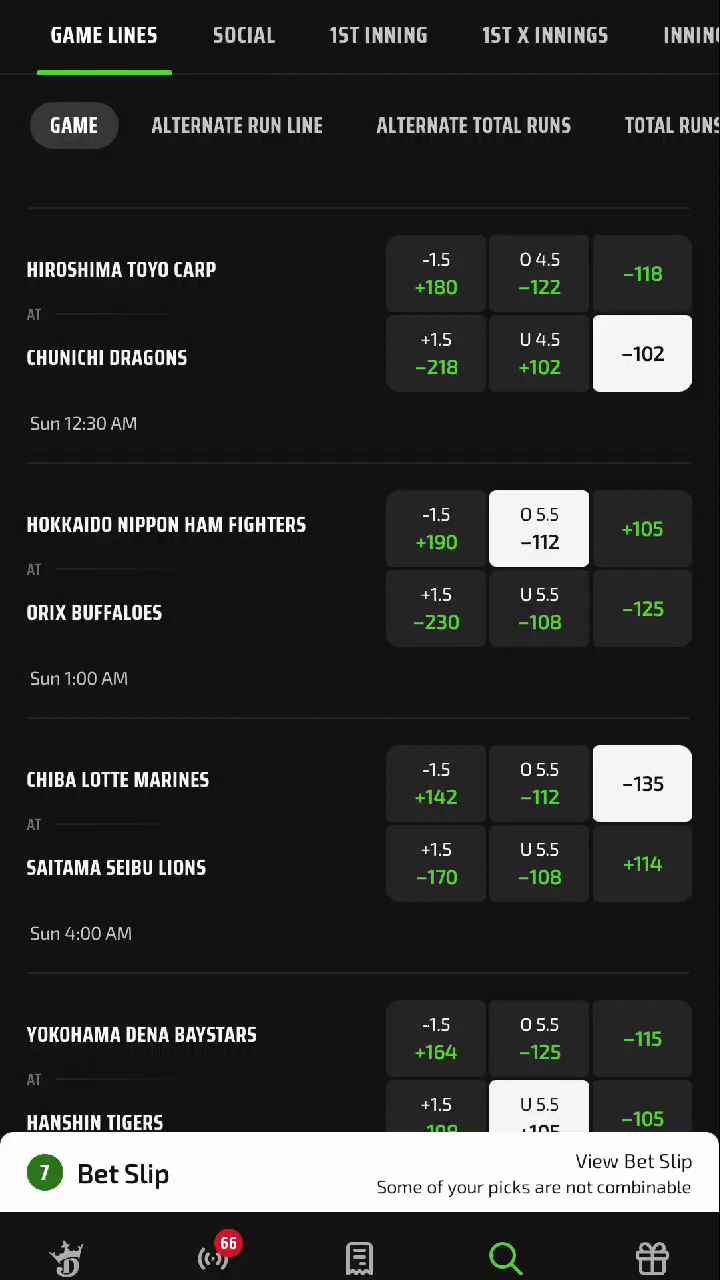 GAME LINES SOCIAL 1ST INNING 1ST X INNINGS INNIN
GAME ALTERNATE RUN LINE ALTERNATE TOTAL RUNS TOTAL RUNS
HIROSHIMA TOYO CARP
-1.5 O 4.5 −118
+180 −122
AT
CHUNICHI DRAGONS
+1.5 U 4.5 −102
−218 +102
Sun 12:30 AM
HOKKAIDO NIPPON HAM FIGHTERS
-1.5 O 5.5 +105
+190 −112
AT
ORIX BUFFALOES
+1.5 U 5.5 −125
−230 −108
Sun 1:00 AM
CHIBA LOTTE MARINES
-1.5 O 5.5 −135
+142 −112
AT
SAITAMA SEIBU LIONS
+1.5 U 5.5 +114
−170 −108
Sun 4:00 AM
YOKOHAMA DENA BAYSTARS
-1.5 O 5.5 −115
+164 −125
AT
HANSHIN TIGERS
+1.5 U 5.5 −105
7 Bet Slip
View Bet Slip
Some of your picks are not combinable
66